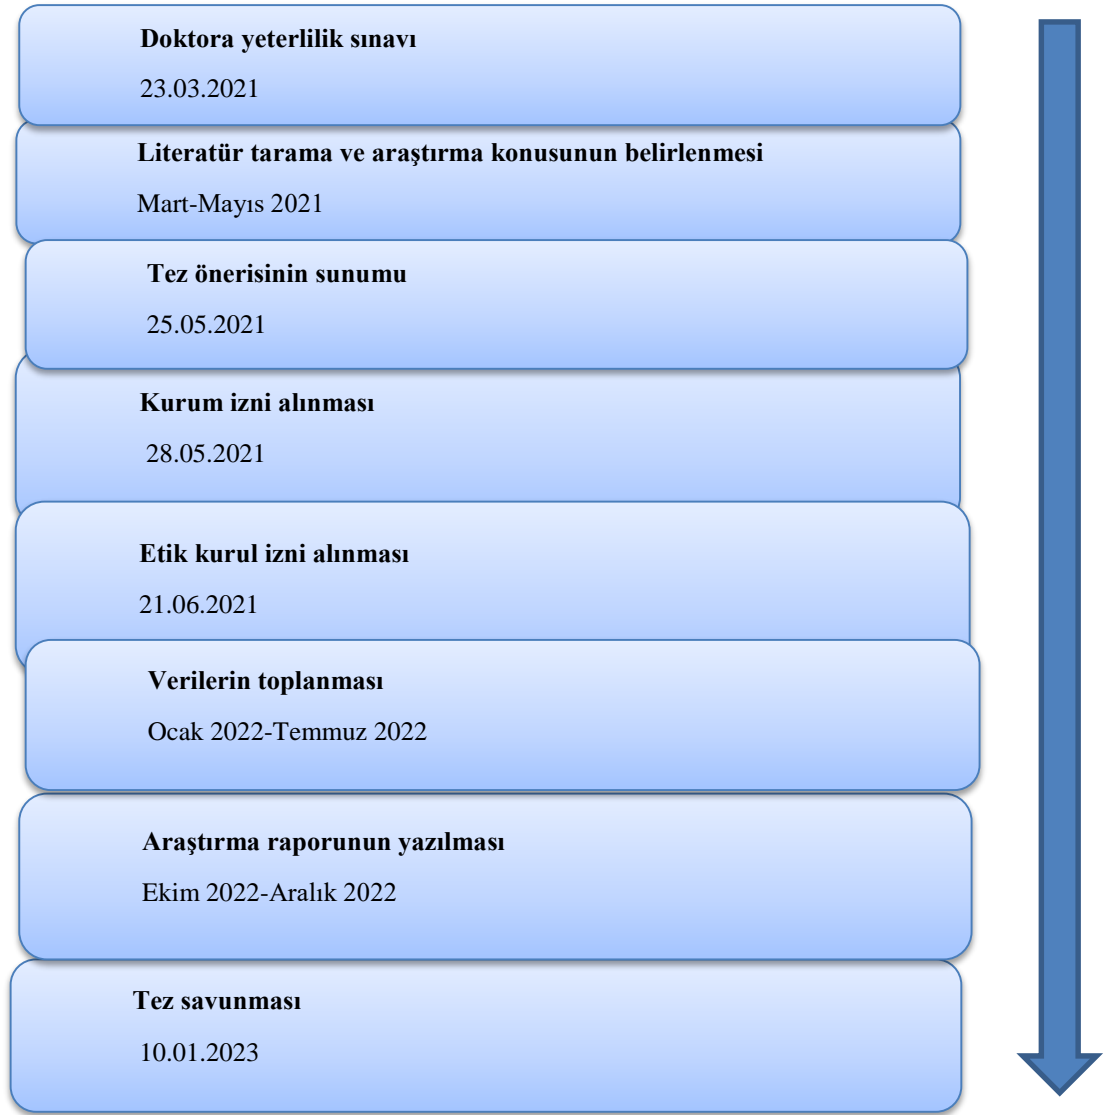 Doktora yeterlilik sınavı
23.03.2021
Literatür tarama ve araştırma konusunun belirlenmesi
Mart-Mayıs 2021
Tez önerisinin sunumu
25.05.2021
Kurum izni alınması
28.05.2021
Etik kurul izni alınması
21.06.2021
Verilerin toplanması
Ocak 2022-Temmuz 2022
Araştırma raporunun yazılması
Ekim 2022-Aralık 2022
Tez savunması
10.01.2023